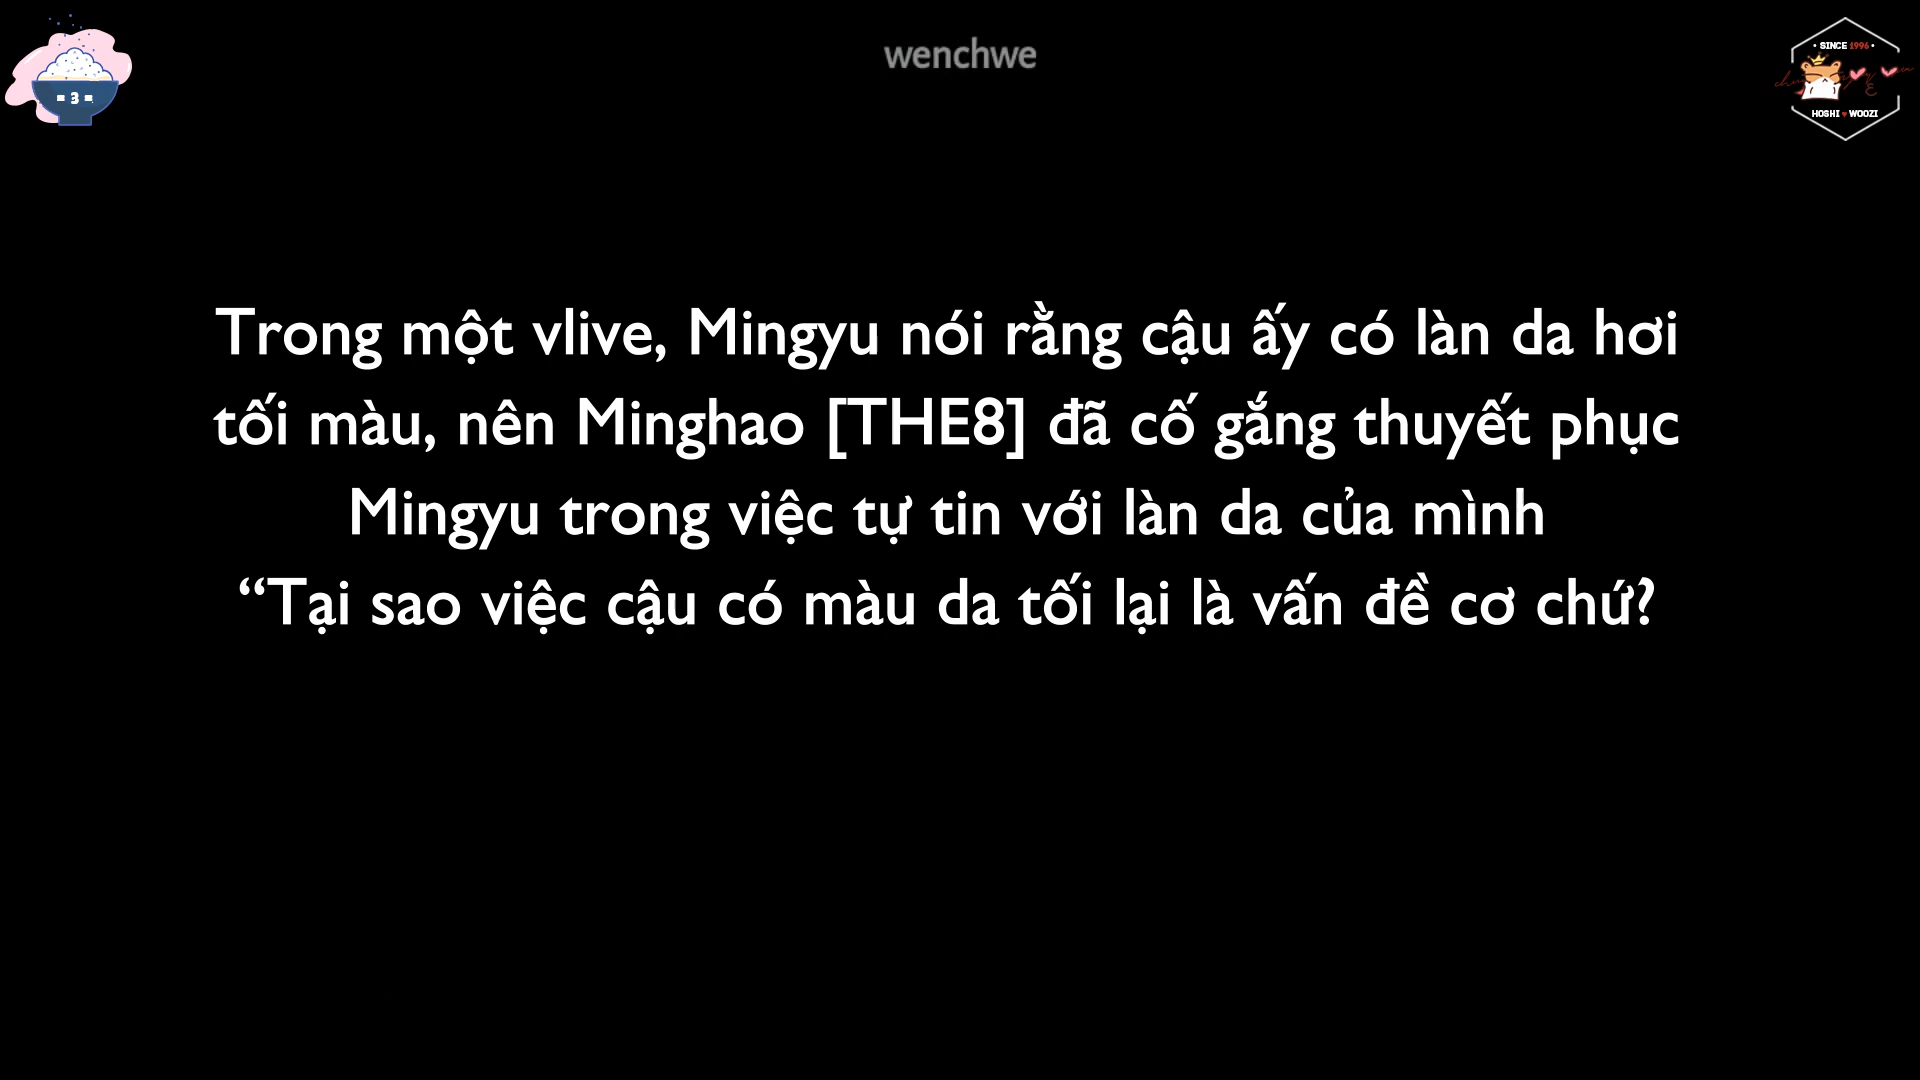 wenchwe
• SINCE 1996 •
HOSHI ♥ WOOZI
= 3 =
Trong một vlive, Mingyu nói rằng cậu ấy có làn da hơi
tối màu, nên Minghao [THE8] đã cố gắng thuyết phục
Mingyu trong việc tự tin với làn da của mình
“Tại sao việc cậu có màu da tối lại là vấn đề cơ chứ?